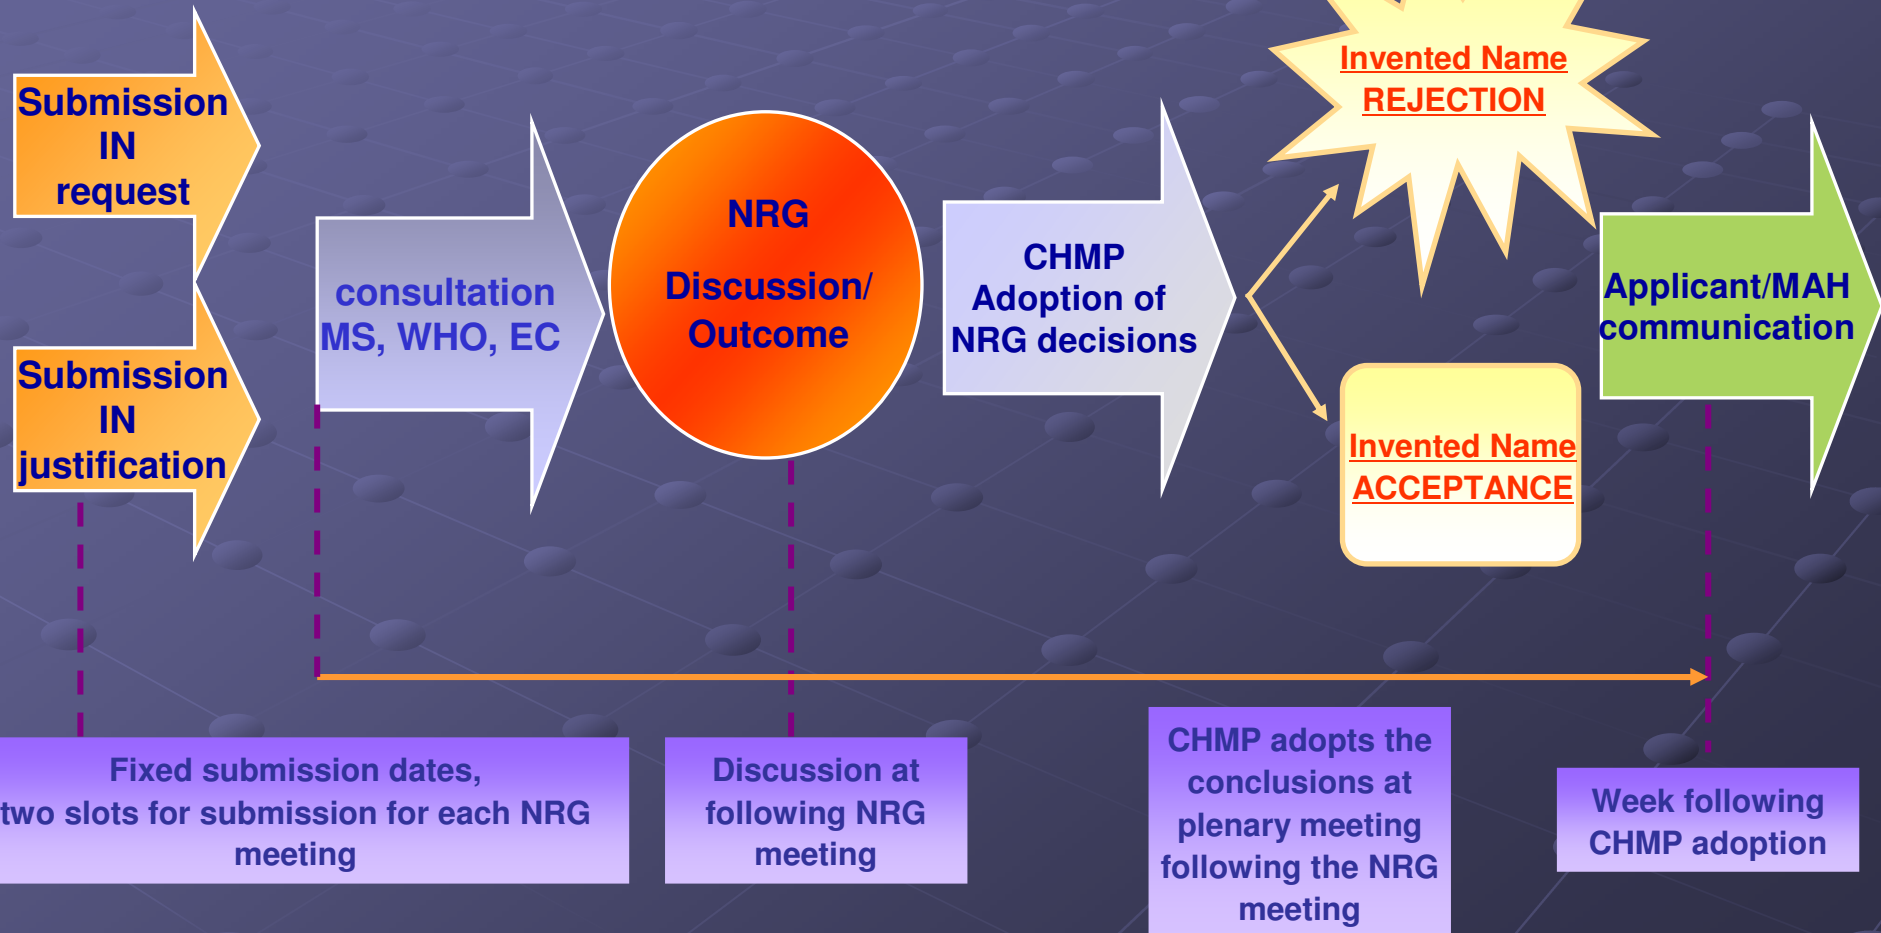 Submission
IN
request
Submission
IN
justification
consultation
MS, WHO, EC
NRG
Discussion/
Outcome
CHMP
Adoption of
NRG decisions
Invented Name
REJECTION
Invented Name
ACCEPTANCE
Applicant/MAH
communication
Fixed submission dates,
two slots for submission for each NRG
meeting
Discussion at
following NRG
meeting
CHMP adopts the
conclusions at
plenary meeting
following the NRG
meeting
Week following
CHMP adoption